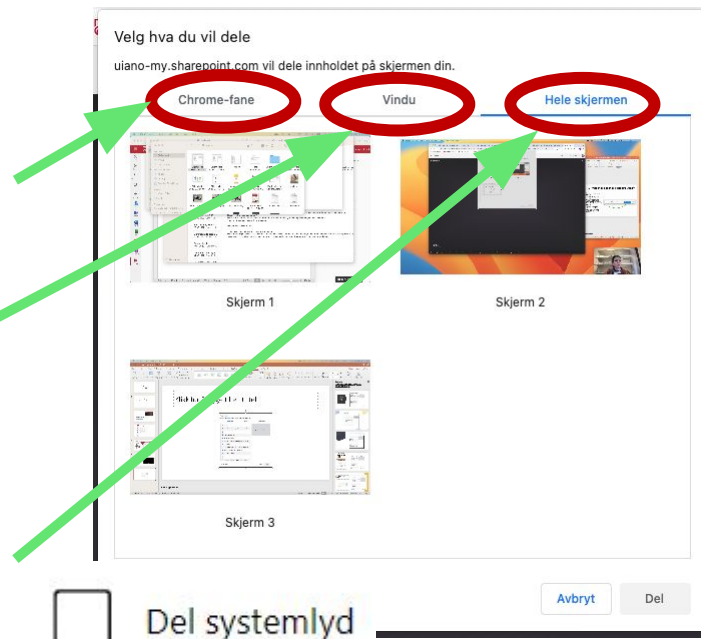 Velg hva du vil dele
uiano-my.sharepoint.com vil dele innholdet på skjermen din.
Chrome-fane Vindu Hele skjermen
Skjerm 1 Skjerm 2
Skjerm 3
Avbryt Del
Del systemlyd